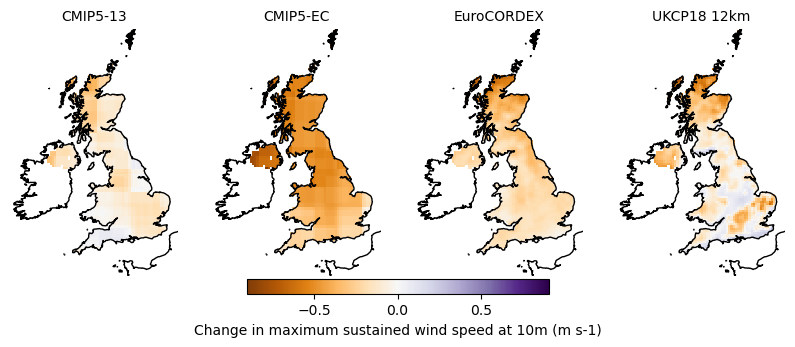 CMIP5-13 CMIP5-EC EuroCORDEX UKCP18 12km
−0.5 0.0 0.5
Change in maximum sustained wind speed at 10m (m s-1)